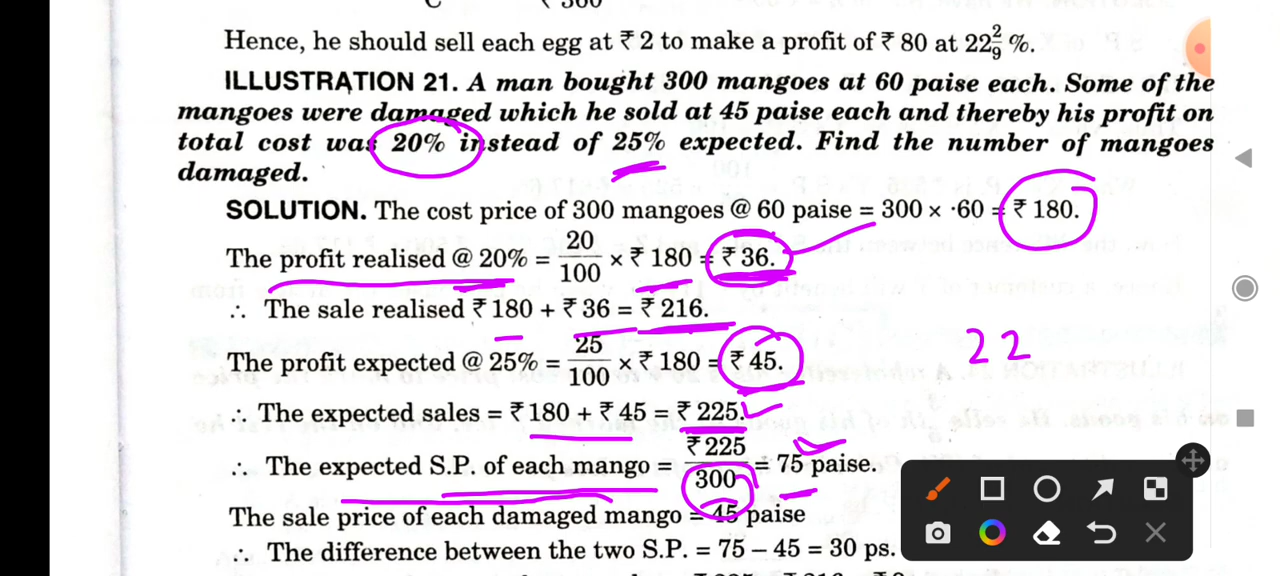 Hence, he should sell each egg at ₹ 2 to make a profit of ₹ 80 at 22 2/9 %.
ILLUSTRATION 21. A man bought 300 mangoes at 60 paise each. Some of the
mangoes were damaged which he sold at 45 paise each and thereby his profit on
total cost was 20% instead of 25% expected. Find the number of mangoes
damaged.
SOLUTION. The cost price of 300 mangoes @ 60 paise = 300 × ·60 = ₹ 180.
The profit realised @ 20% = 20/100 × ₹ 180 = ₹ 36.
∴ The sale realised ₹ 180 + ₹ 36 = ₹ 216.
22
The profit expected @ 25% = 25/100 × ₹ 180 = ₹ 45.
∴ The expected sales = ₹ 180 + ₹ 45 = ₹ 225.
∴ The expected S.P. of each mango = ₹ 225/300 = 75 paise.
The sale price of each damaged mango = 45 paise
∴ The difference between the two S.P. = 75 – 45 = 30 ps.